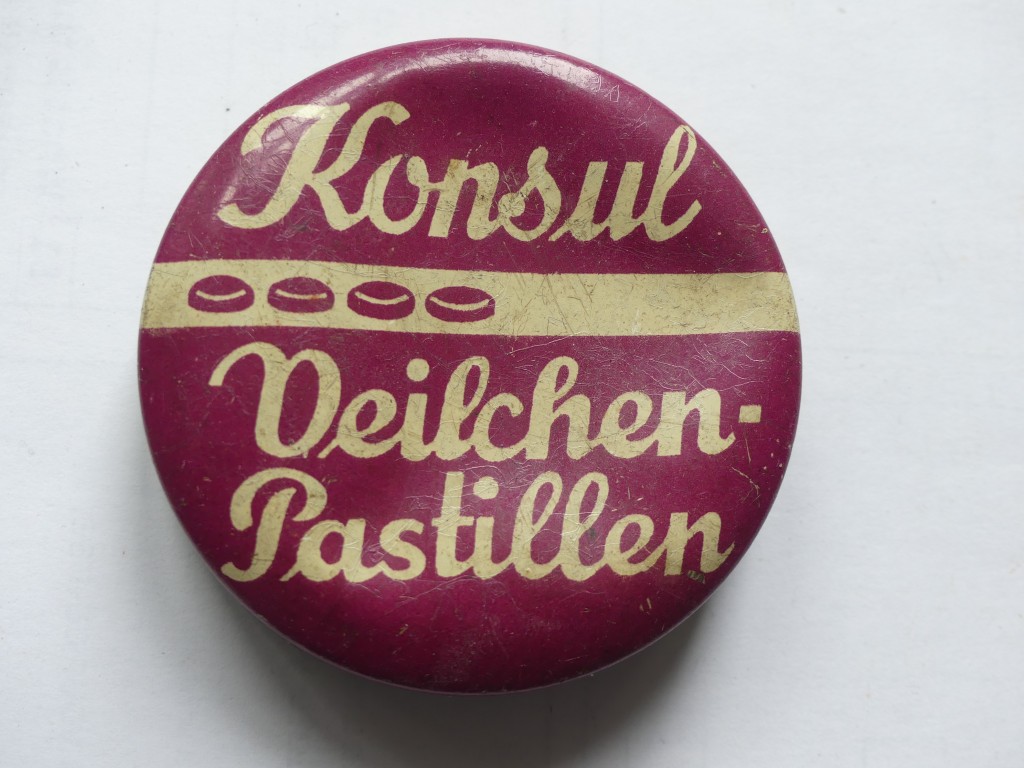 Konsul
Veilchen-
Pastillen